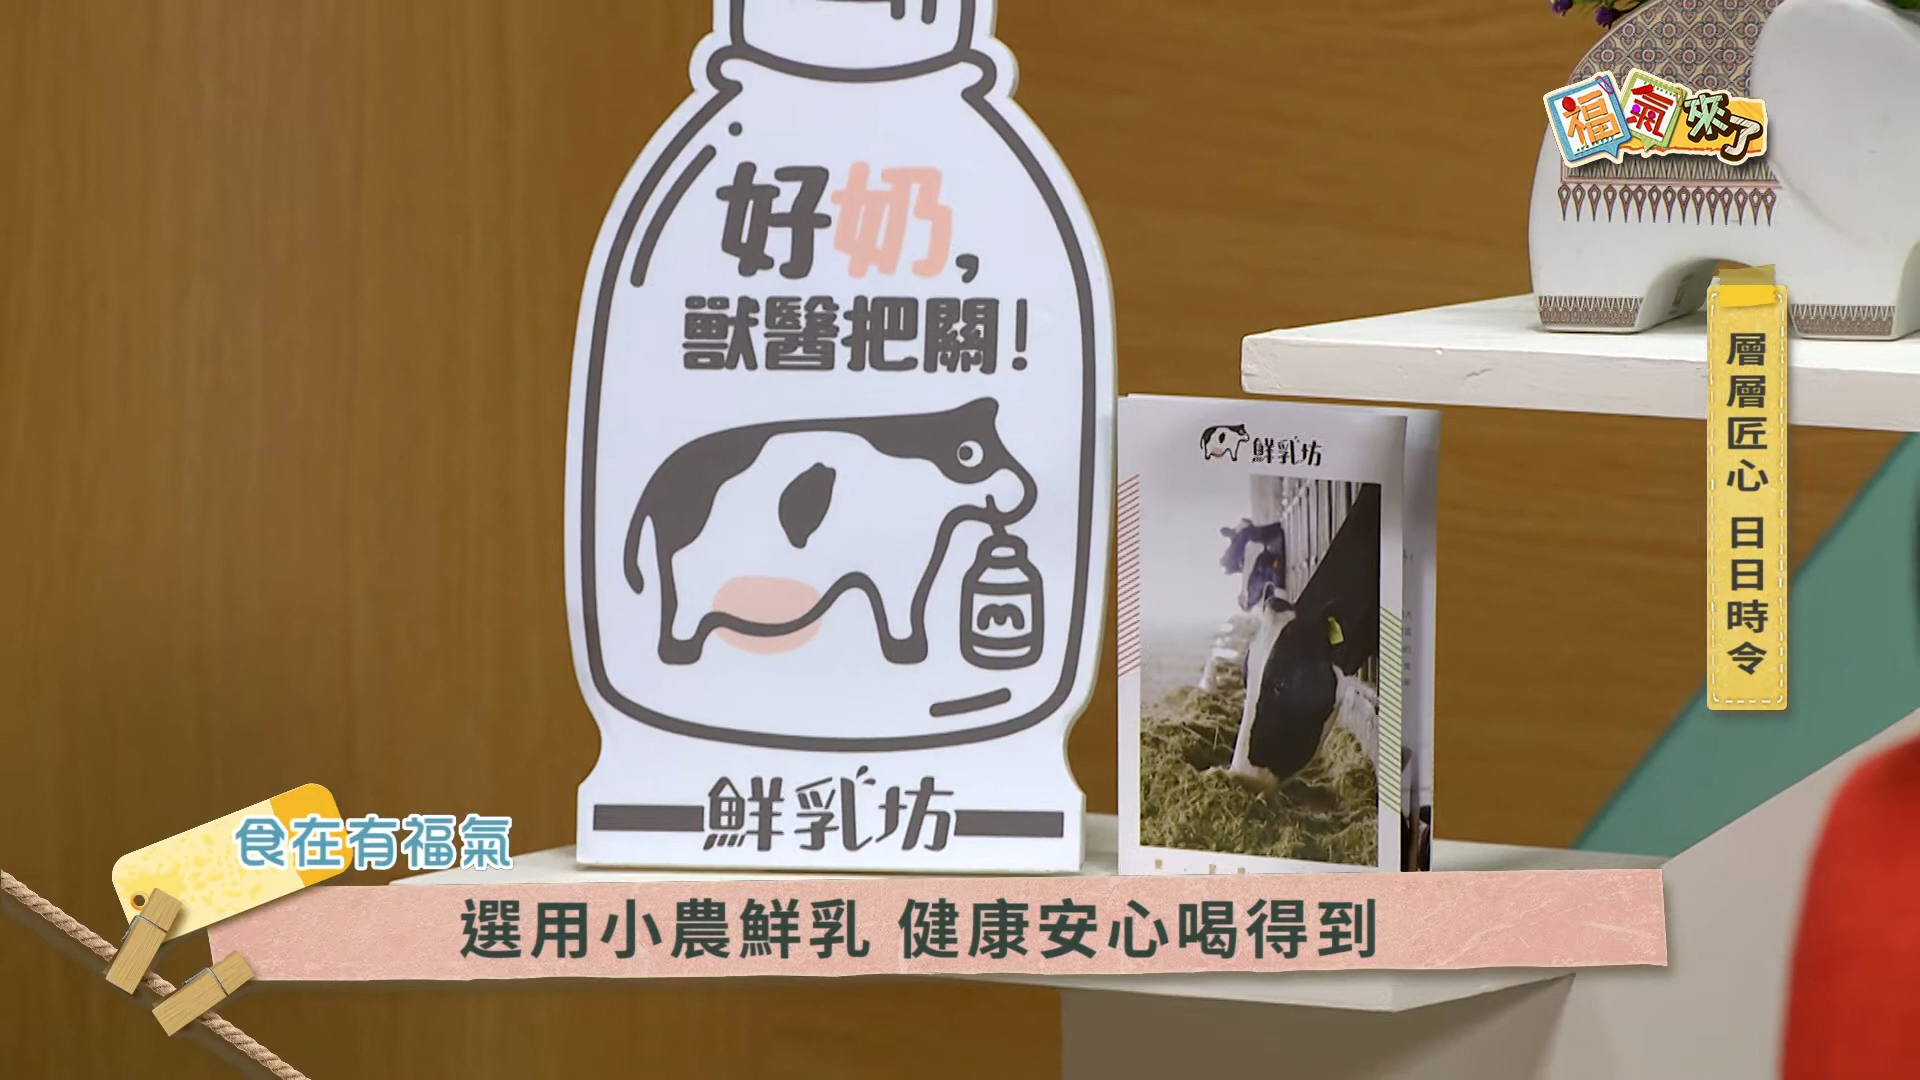 福氣來了
好奶,
獸醫把關!
鮮乳坊
鮮乳坊
層層匠心 日日時令
食在有福氣
選用小農鮮乳 健康安心喝得到